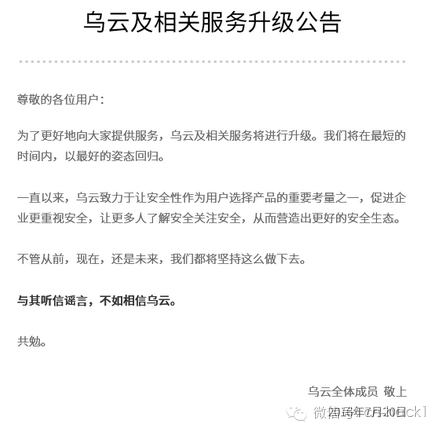 乌云及相关服务升级公告
尊敬的各位用户：
为了更好地向大家提供服务，乌云及相关服务将进行升级。我们将在最短的
时间内，以最好的姿态回归。
一直以来，乌云致力于让安全性作为用户选择产品的重要考量之一，促进企
业更重视安全，让更多人了解安全关注安全，从而营造出更好的安全生态。
不管从前，现在，还是未来，我们都将坚持这么做下去。
与其听信谣言，不如相信乌云。
共勉。
乌云全体成员 敬上
2016年7月20日